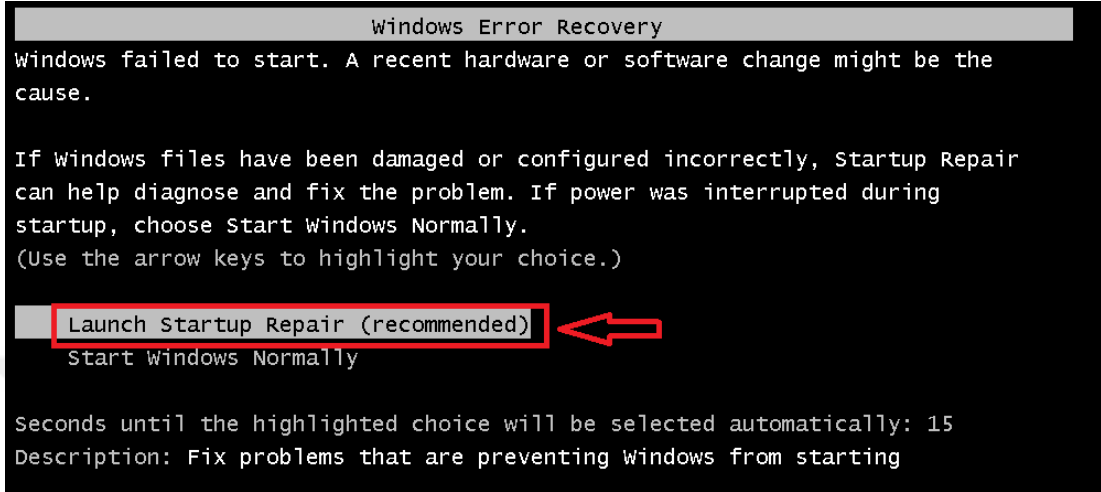 Windows Error Recovery
Windows failed to start. A recent hardware or software change might be the
cause.
If Windows files have been damaged or configured incorrectly, Startup Repair
can help diagnose and fix the problem. If power was interrupted during
startup, choose Start Windows Normally.
(Use the arrow keys to highlight your choice.)
Launch Startup Repair (recommended)
Start Windows Normally
Seconds until the highlighted choice will be selected automatically: 15
Description: Fix problems that are preventing Windows from starting